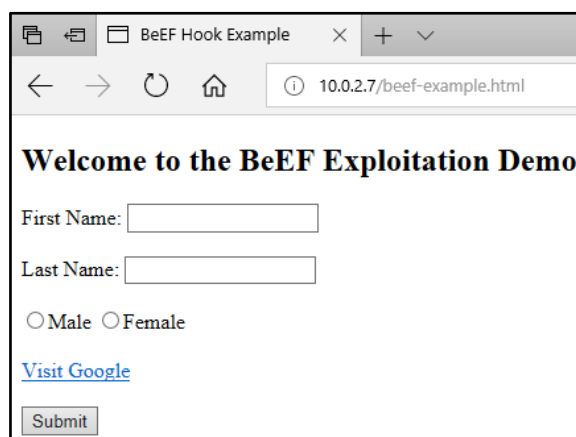 BeEF Hook Example
10.0.2.7/beef-example.html
Welcome to the BeEF Exploitation Demo
First Name:
Last Name:
Male Female
Visit Google
Submit